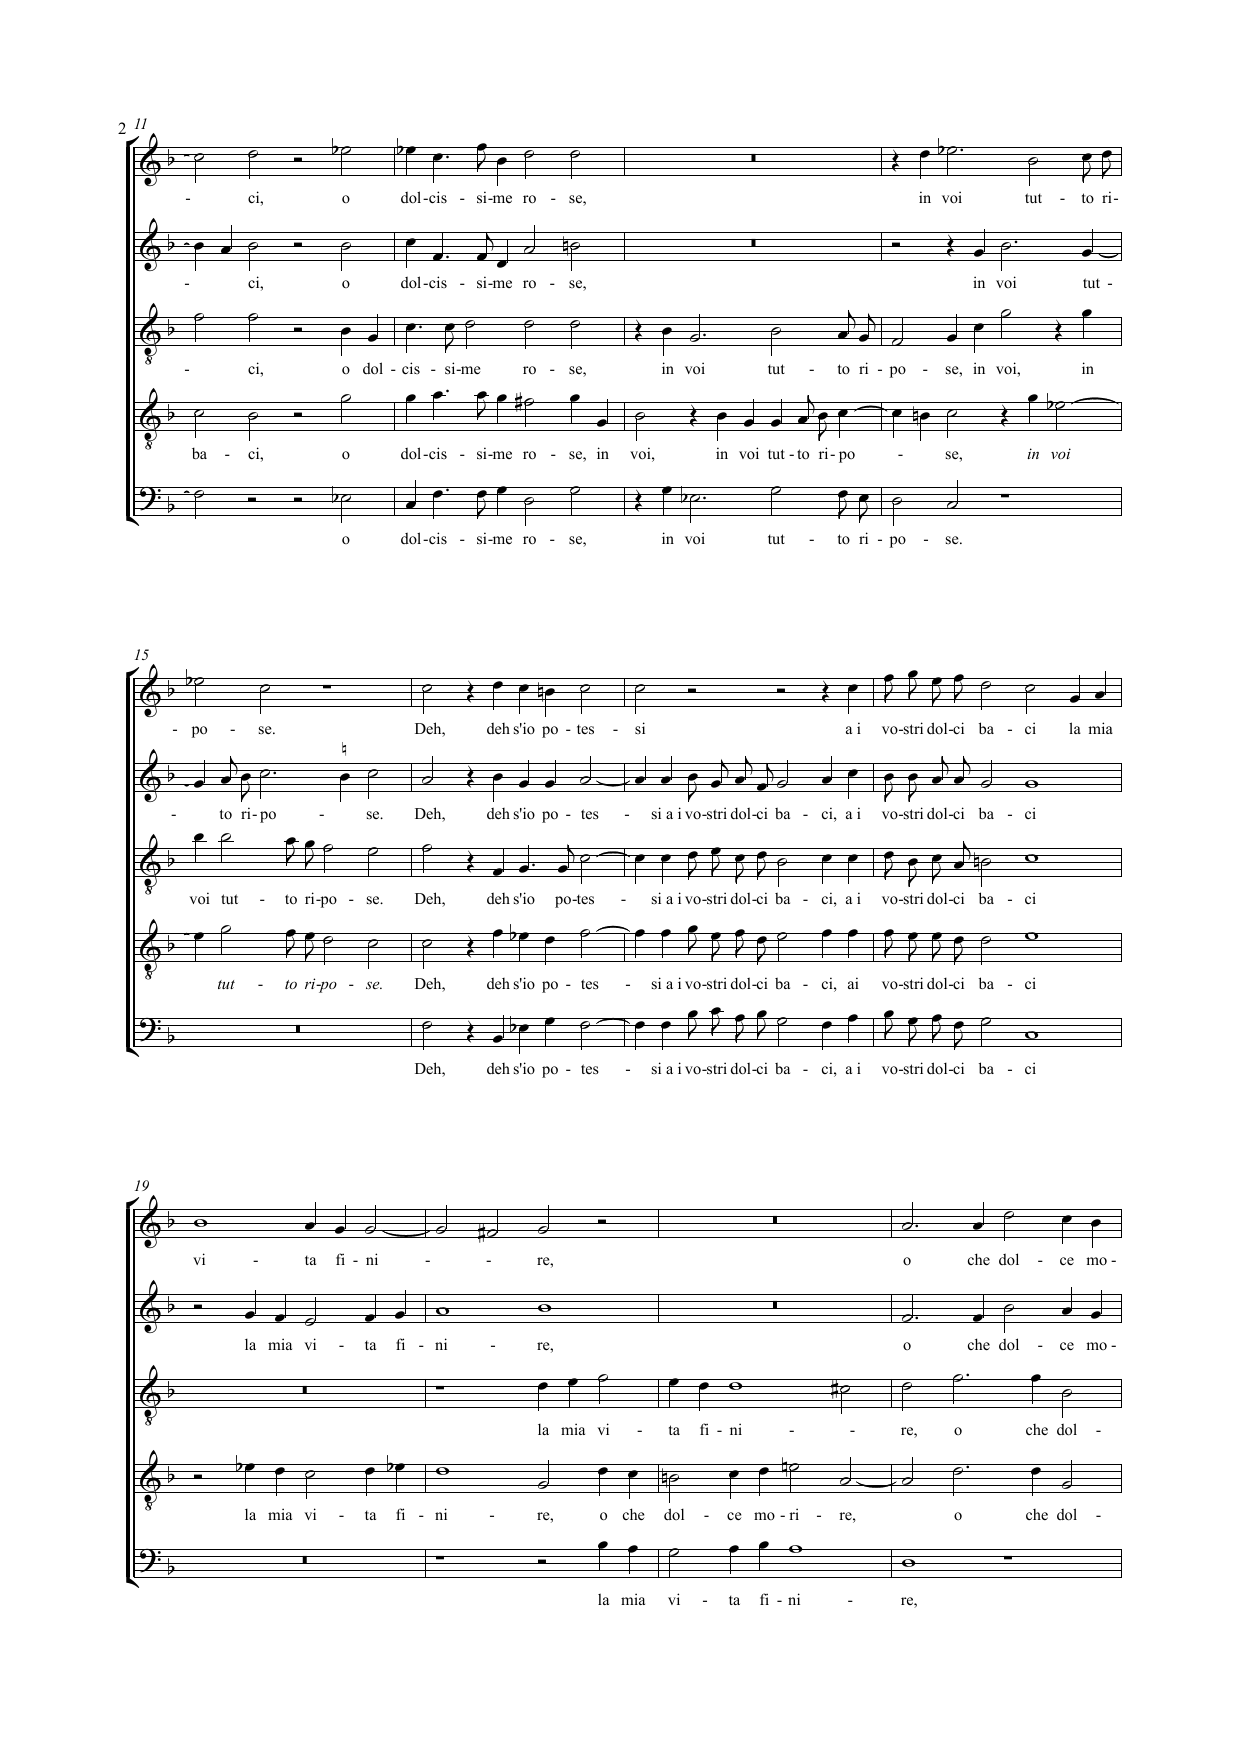 2 11
- ci, o dol-cis - si-me ro - se, in voi tut - to ri-
- ci, o dol-cis - si-me ro - se, in voi tut -
- ci, o dol - cis - si-me ro - se, in voi tut - to ri - po - se, in voi, in
ba - ci, o dol-cis - si-me ro - se, in voi, in voi tut - to ri - po - se, in voi
o dol-cis - si-me ro - se, in voi tut - to ri - po - se.
15
- po - se. Deh, deh s'io po - tes - si a i vo-stri dol-ci ba - ci la mia
- to ri-po - se. Deh, deh s'io po - tes - si a i vo-stri dol-ci ba - ci, a i vo-stri dol-ci ba - ci
voi tut - to ri-po - se. Deh, deh s'io po-tes - si a i vo-stri dol-ci ba - ci, a i vo-stri dol-ci ba - ci
tut - to ri-po - se. Deh, deh s'io po - tes - si a i vo-stri dol-ci ba - ci, ai vo-stri dol-ci ba - ci
Deh, deh s'io po - tes - si a i vo-stri dol-ci ba - ci, a i vo-stri dol-ci ba - ci
19
vi - ta fi - ni - - re, o che dol - ce mo-
la mia vi - ta fi - ni - re, o che dol - ce mo-
la mia vi - ta fi - ni - - re, o che dol -
la mia vi - ta fi - ni - re, o che dol - ce mo - ri - re, o che dol -
la mia vi - ta fi - ni - re,